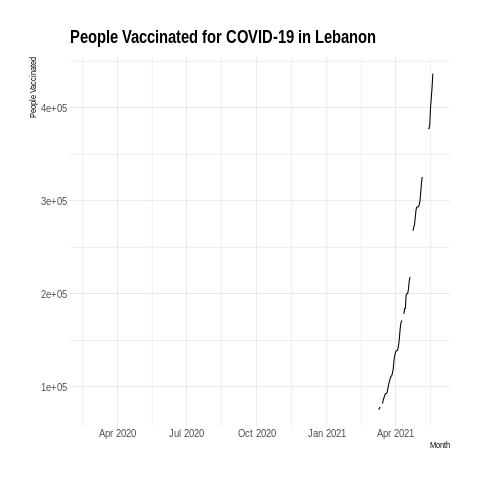 People Vaccinated for COVID-19 in Lebanon
People Vaccinated
4e+05
3e+05
2e+05
1e+05
Apr 2020 Jul 2020 Oct 2020 Jan 2021 Apr 2021
Month